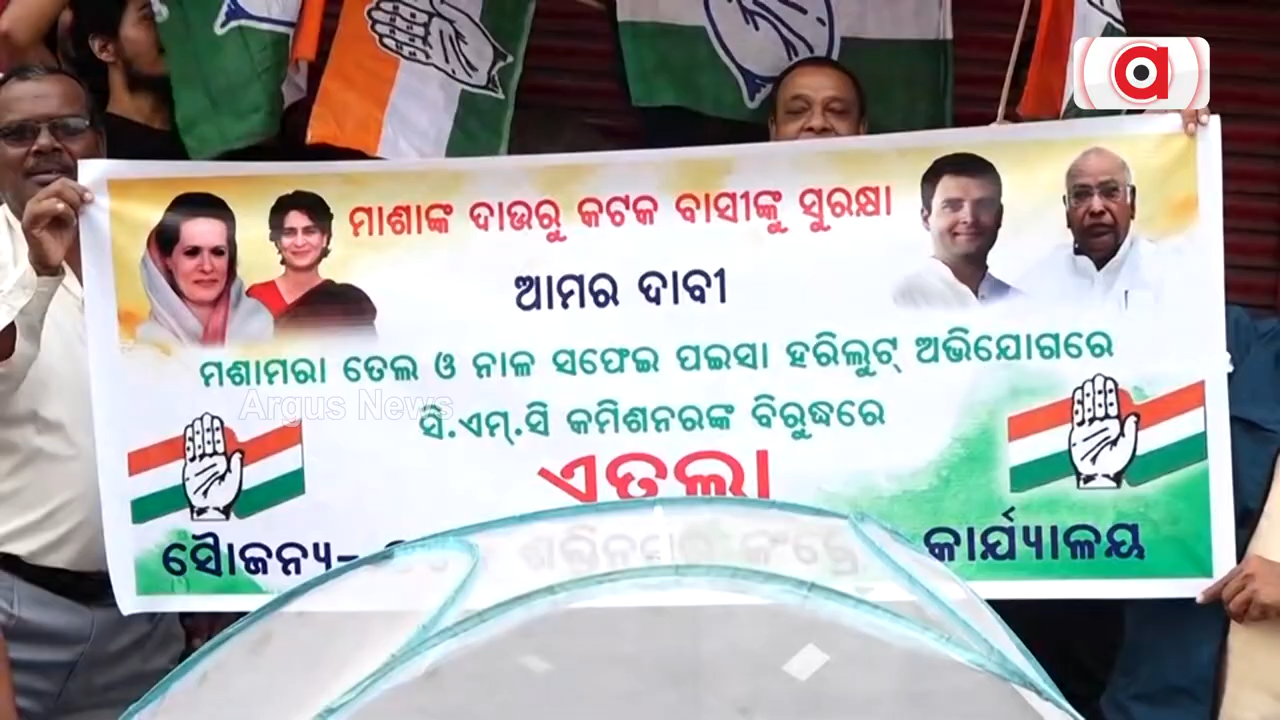 ମାଶାଙ୍କ ଦାଉରୁ କଟକ ବାସୀଙ୍କୁ ସୁରକ୍ଷା
ଆମର ଦାବୀ
ମଶାମରା ତେଲ ଓ ନାଳ ସଫେଇ ପଇସା ହରିଲୁଟ୍ ଅଭିଯୋଗରେ
Argus News
ସି.ଏମ୍.ସି କମିଶନରଙ୍କ ବିରୁଦ୍ଧରେ
ଏତଲା
ସୌଜନ୍ୟ- କାର୍ଯ୍ୟାଳୟ